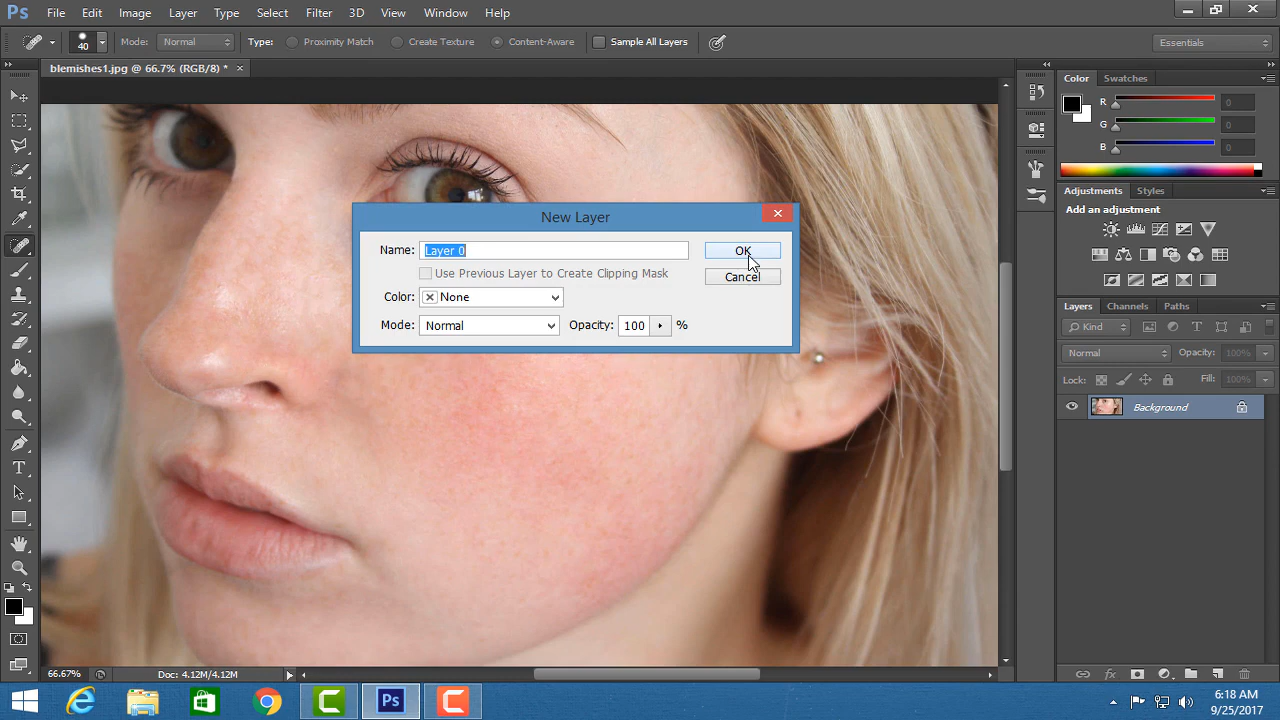 Ps File Edit Image Layer Type Select Filter 3D View Window Help
40 Mode: Normal Type: Proximity Match Create Texture Content-Aware Sample All Layers Essentials
blemishes1.jpg @ 66.7% (RGB/8) * ×
Color Swatches
R 0
G 0
B 0
Adjustments Styles
Add an adjustment
New Layer
Name: Layer 0 OK
Use Previous Layer to Create Clipping Mask Cancel
Color: None
Mode: Normal Opacity: 100 %
Layers Channels Paths
Kind
Normal Opacity: 100%
Lock: Fill: 100%
Background
66.67% Doc: 4.12M/4.12M
Ps
6:18 AM
9/25/2017